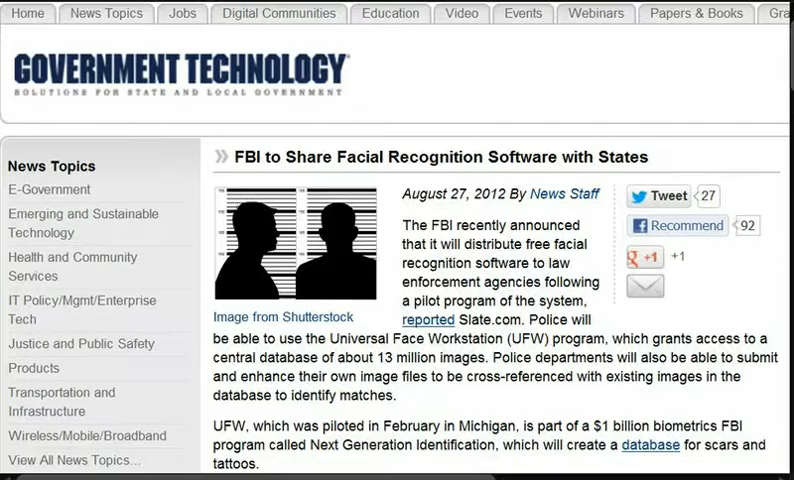 Home News Topics Jobs Digital Communities Education Video Events Webinars Papers & Books Gra
GOVERNMENT TECHNOLOGY
SOLUTIONS FOR STATE AND LOCAL GOVERNMENT
News Topics
E-Government
Emerging and Sustainable
Technology
Health and Community
Services
IT Policy/Mgmt/Enterprise
Tech
Justice and Public Safety
Products
Transportation and
Infrastructure
Wireless/Mobile/Broadband
View All News Topics...
FBI to Share Facial Recognition Software with States
Image from Shutterstock
August 27, 2012 By News Staff
The FBI recently announced
that it will distribute free facial
recognition software to law
enforcement agencies following
a pilot program of the system,
reported Slate.com. Police will
be able to use the Universal Face Workstation (UFW) program, which grants access to a
central database of about 13 million images. Police departments will also be able to submit
and enhance their own image files to be cross-referenced with existing images in the
database to identify matches.
UFW, which was piloted in February in Michigan, is part of a $1 billion biometrics FBI
program called Next Generation Identification, which will create a database for scars and
tattoos.
Tweet 27
Recommend 92
g +1 +1